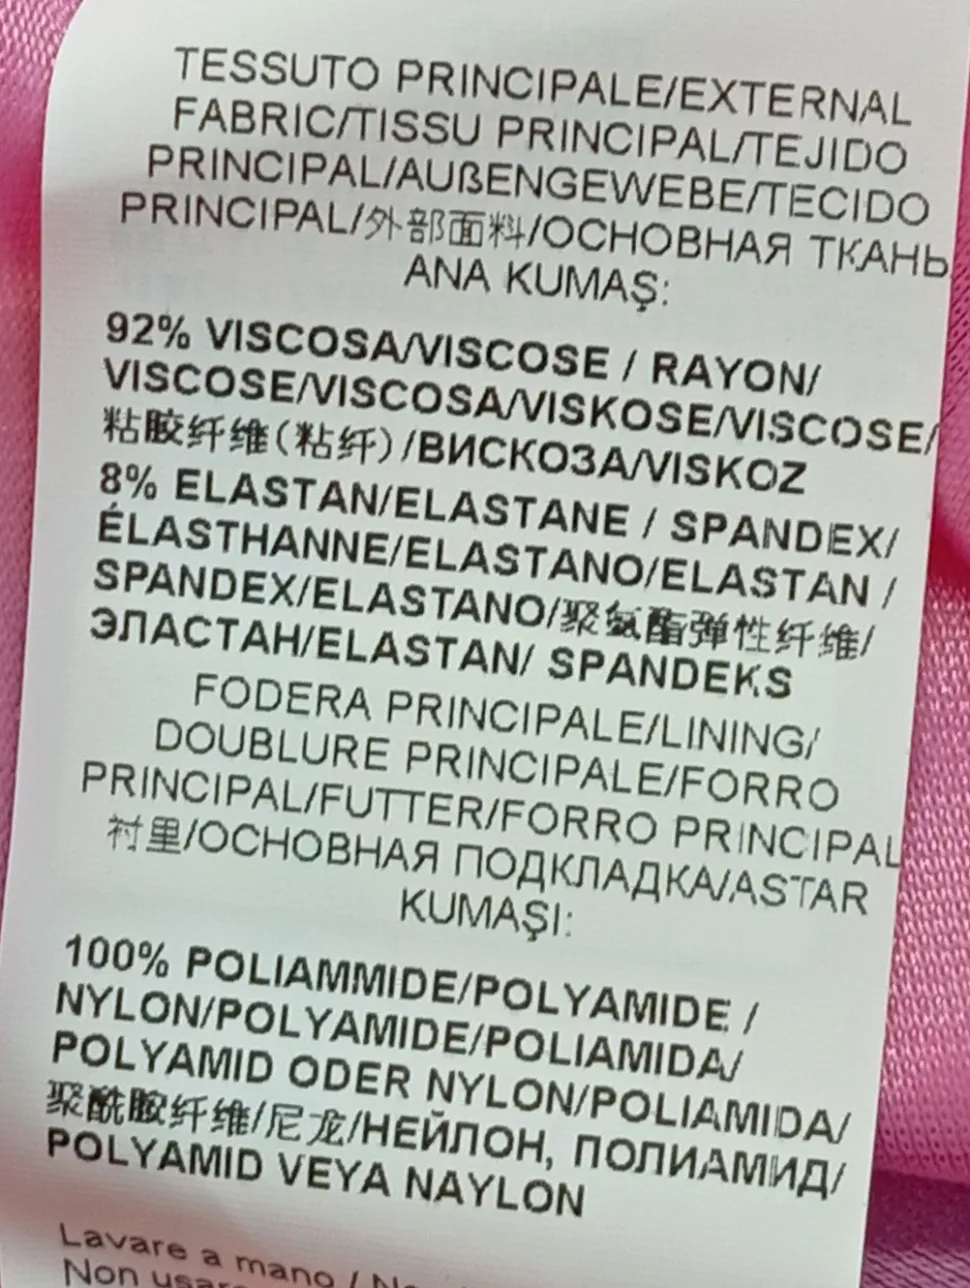 TESSUTO PRINCIPALE/EXTERNAL
FABRIC/TISSU PRINCIPAL/TEJIDO
PRINCIPAL/AUßENGEWEBE/TECIDO
PRINCIPAL/外部面料/ОСНОВНАЯ ТКАНЬ
ANA KUMAŞ:
92% VISCOSA/VISCOSE / RAYON/
VISCOSE/VISCOSA/VISKOSE/VISCOSE/
粘胶纤维(粘纤)/ВИСКОЗА/VISKOZ
8% ELASTAN/ELASTANE / SPANDEX/
ÉLASTHANNE/ELASTANO/ELASTAN /
SPANDEX/ELASTANO/聚氨酯弹性纤维/
ЭЛАСТАН/ELASTAN/ SPANDEKS
FODERA PRINCIPALE/LINING/
DOUBLURE PRINCIPALE/FORRO
PRINCIPAL/FUTTER/FORRO PRINCIPAL
衬里/ОСНОВНАЯ ПОДКЛАДКА/ASTAR
KUMAŞI:
100% POLIAMMIDE/POLYAMIDE /
NYLON/POLYAMIDE/POLIAMIDA/
POLYAMID ODER NYLON/POLIAMIDA/
聚酰胺纤维/尼龙/НЕЙЛОН, ПОЛИАМИД/
POLYAMID VEYA NAYLON
Lavare a mano /
Non usare